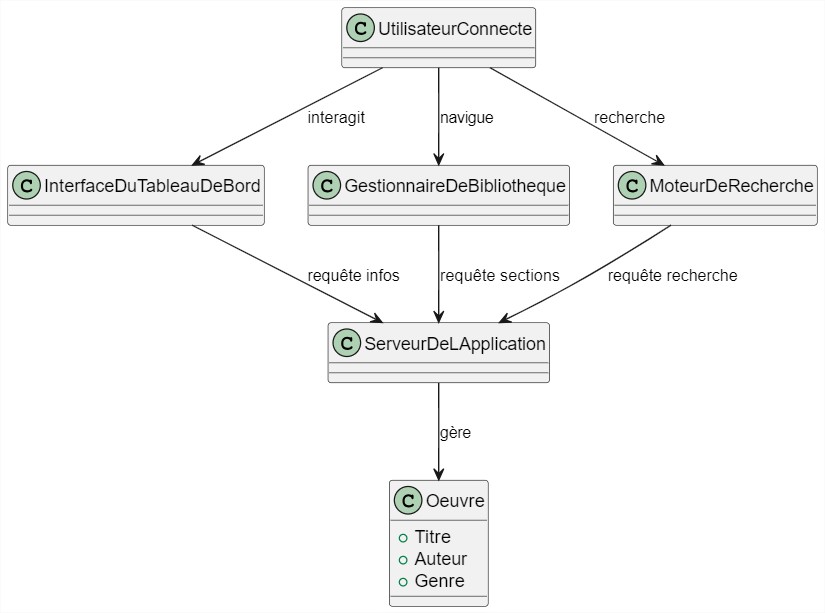 C UtilisateurConnecte
interagit
navigue
recherche
C InterfaceDuTableauDeBord
C GestionnaireDeBibliotheque
C MoteurDeRecherche
requête infos
requête sections
requête recherche
C ServeurDeLApplication
gère
C Oeuvre
Titre
Auteur
Genre